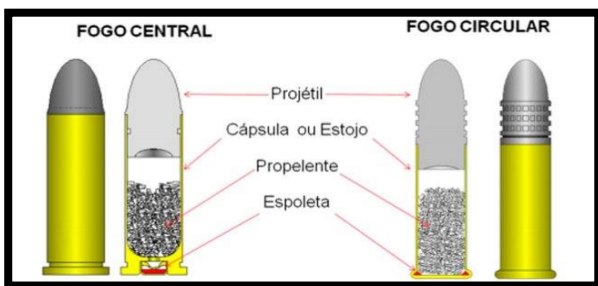 FOGO CENTRAL
FOGO CIRCULAR
Projétil
Cápsula ou Estojo
Propelente
Espoleta